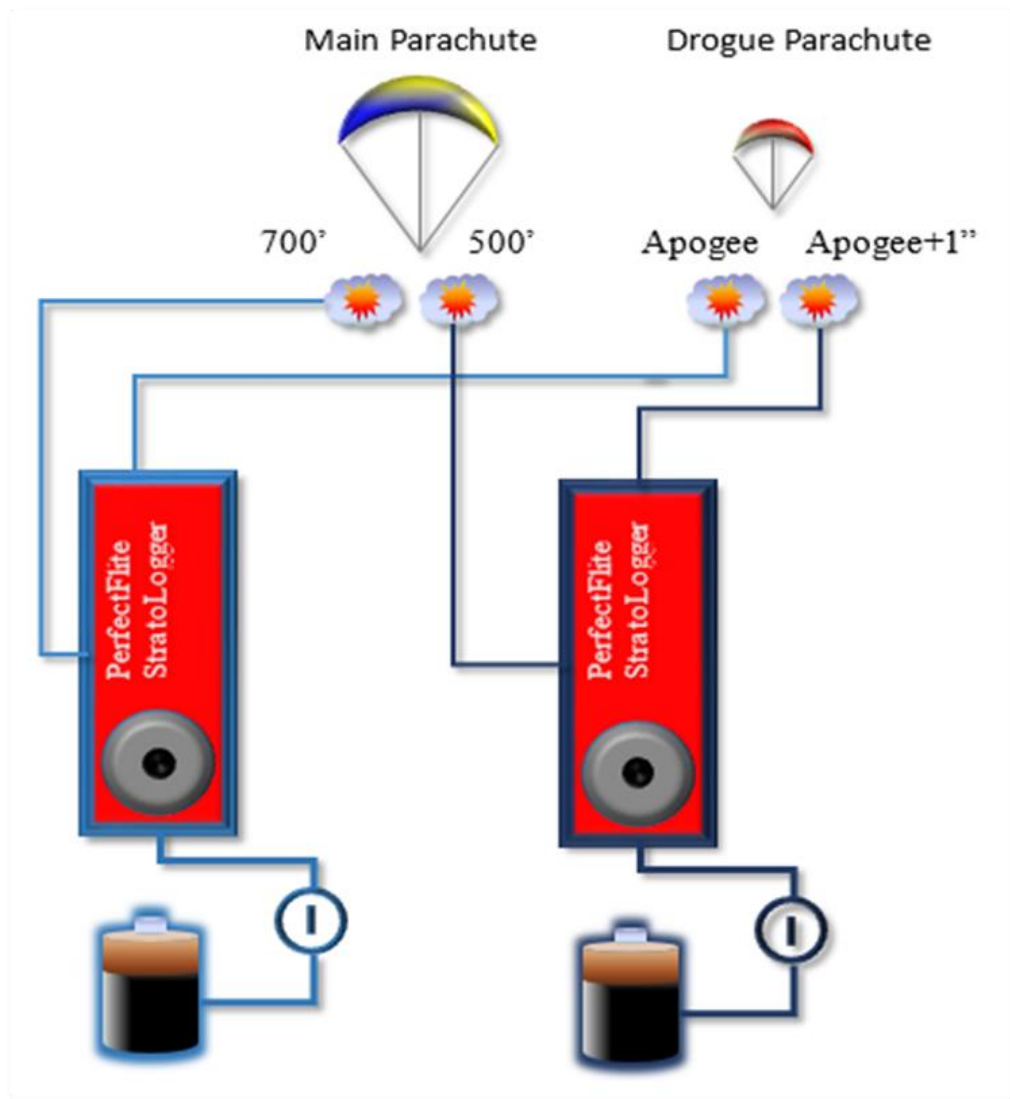 Main Parachute
Drogue Parachute
700’
500’
Apogee
Apogee+1”
PerfectFlite
StratoLogger
PerfectFlite
StratoLogger